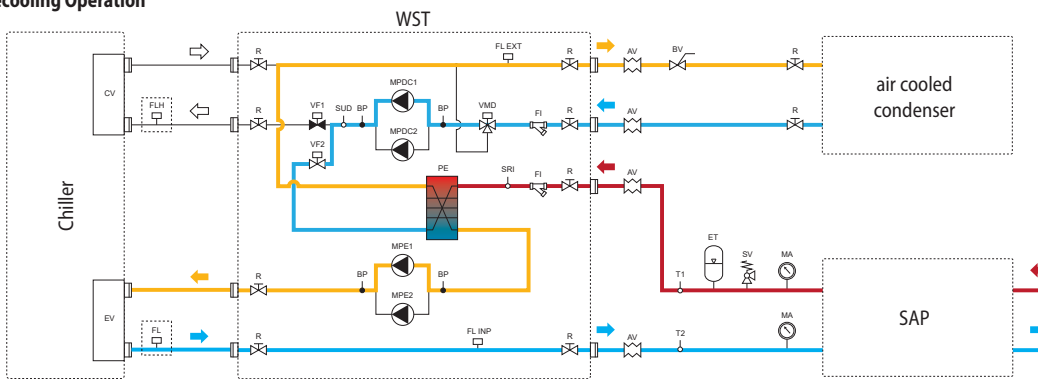 ecooling Operation
WST
R
R
FL EXT
R
AV
BV
R
CV
MPDC1
air cooled
condenser
FLH
R
VF1
SUD
BP
BP
VMD
FI
R
AV
R
MPDC2
VF2
PE
SRI
FI
R
AV
Chiller
ET
SV
MA
MPE1
R
BP
BP
T1
MPE2
SAP
EV
FL
R
FL INP
R
AV
T2
MA